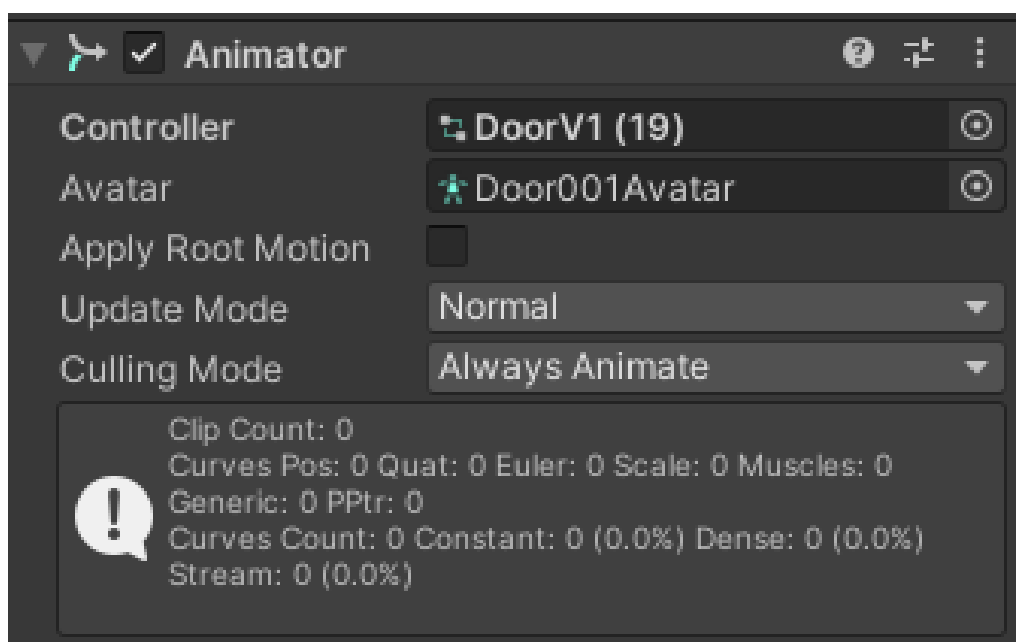 Animator
Controller DoorV1 (19)
Avatar Door001Avatar
Apply Root Motion
Update Mode Normal
Culling Mode Always Animate
Clip Count: 0
Curves Pos: 0 Quat: 0 Euler: 0 Scale: 0 Muscles: 0
Generic: 0 PPtr: 0
Curves Count: 0 Constant: 0 (0.0%) Dense: 0 (0.0%)
Stream: 0 (0.0%)